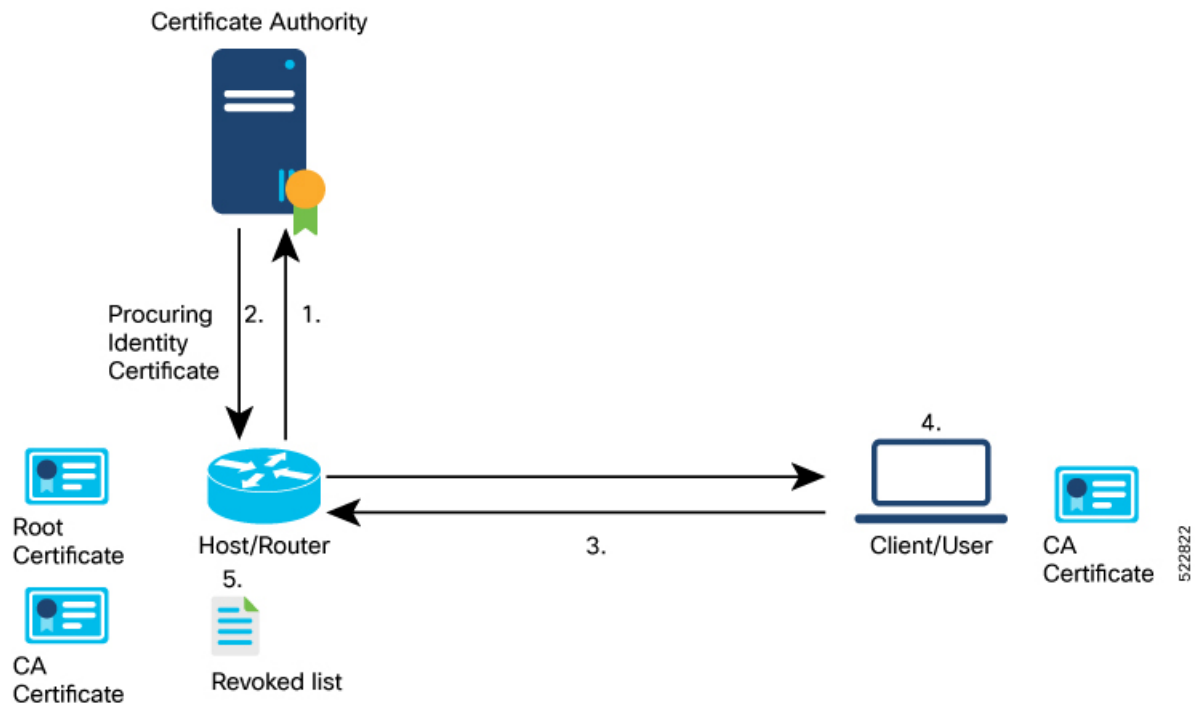 Certificate Authority
Procuring
Identity
Certificate
2.
1.
4.
Root
Certificate
Host/Router
3.
Client/User
CA
Certificate
522822
5.
CA
Certificate
Revoked list